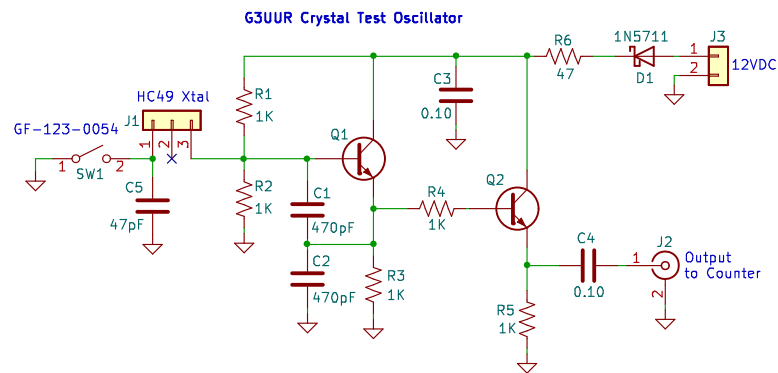 G3UUR Crystal Test Oscillator
R6
47
1N5711
D1
J3
1
2
12VDC
HC49 Xtal
J1
1
2
3
GF-123-0054
1
2
SW1
C5
47pF
R1
1K
R2
1K
C3
0.10
Q1
C1
470pF
C2
470pF
R3
1K
R4
1K
Q2
C4
0.10
R5
1K
J2
1
2
Output
to Counter